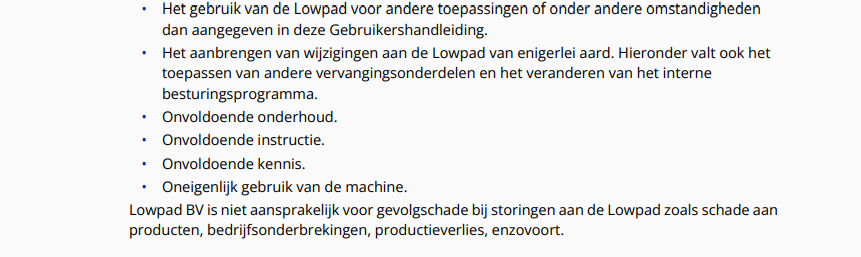 • Het gebruik van de Lowpad voor andere toepassingen of onder andere omstandigheden
dan aangegeven in deze Gebruikershandleiding.
• Het aanbrengen van wijzigingen aan de Lowpad van enigerlei aard. Hieronder valt ook het
toepassen van andere vervangingsonderdelen en het veranderen van het interne
besturingsprogramma.
• Onvoldoende onderhoud.
• Onvoldoende instructie.
• Onvoldoende kennis.
• Oneigenlijk gebruik van de machine.
Lowpad BV is niet aansprakelijk voor gevolgschade bij storingen aan de Lowpad zoals schade aan
producten, bedrijfsonderbrekingen, productieverlies, enzovoort.